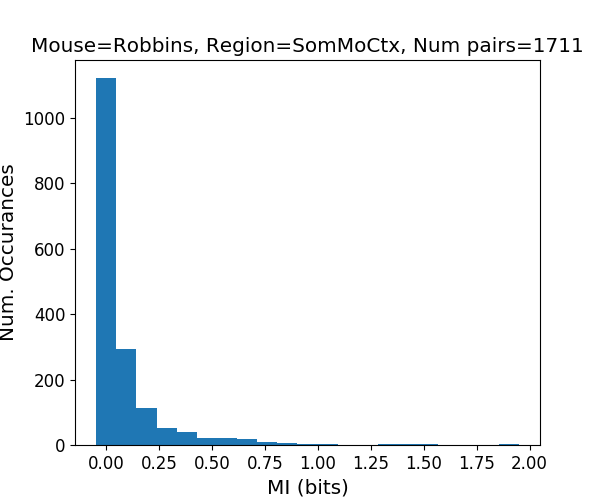 Mouse=Robbins, Region=SomMoCtx, Num pairs=1711
1000
800
600
400
200
0
Num. Occurances
0.00 0.25 0.50 0.75 1.00 1.25 1.50 1.75 2.00
MI (bits)